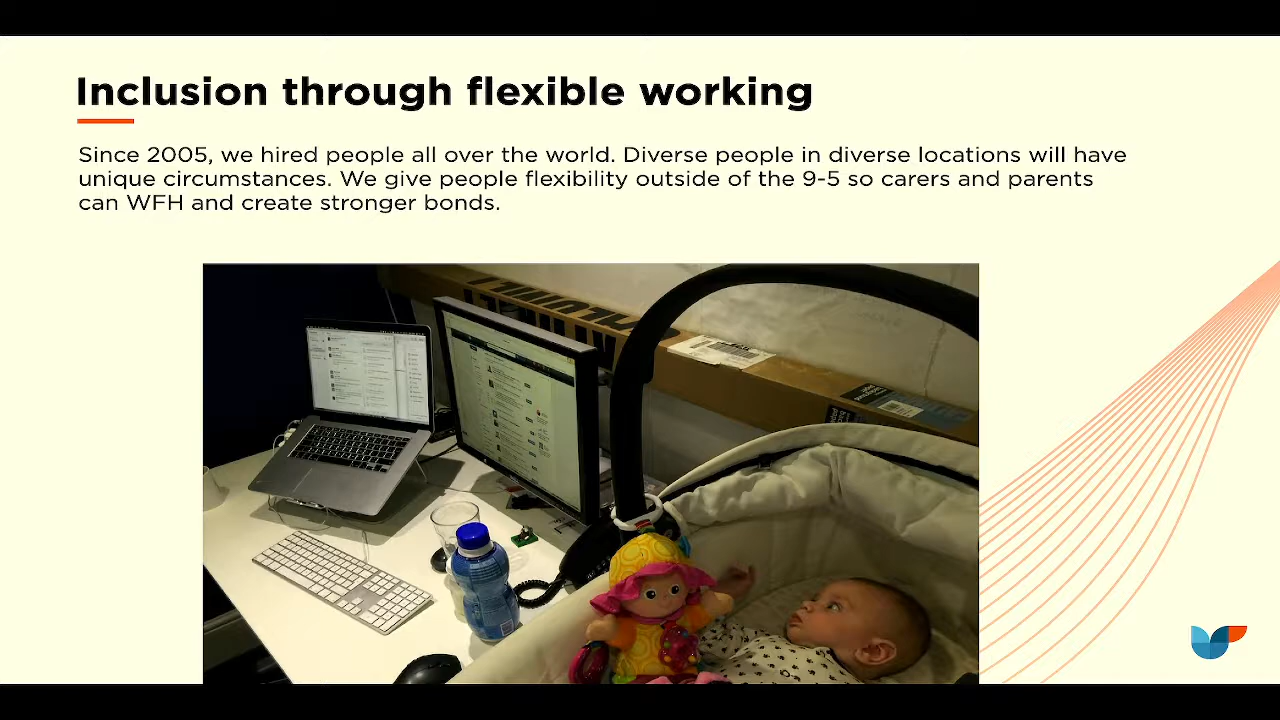 Inclusion through flexible working
Since 2005, we hired people all over the world. Diverse people in diverse locations will have
unique circumstances. We give people flexibility outside of the 9-5 so carers and parents
can WFH and create stronger bonds.